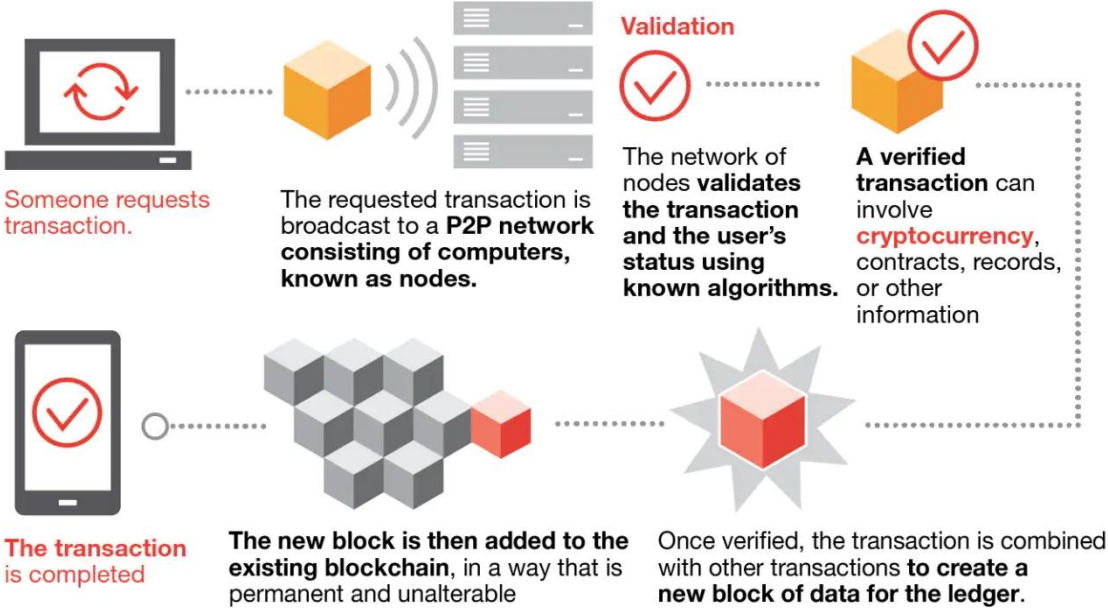 Someone requests
transaction.
The requested transaction is
broadcast to a P2P network
consisting of computers,
known as nodes.
Validation
The network of
nodes validates
the transaction
and the user's
status using
known algorithms.
A verified
transaction can
involve
cryptocurrency,
contracts, records,
or other
information
Once verified, the transaction is combined
with other transactions to create a
new block of data for the ledger.
The new block is then added to the
existing blockchain, in a way that is
permanent and unalterable
The transaction
is completed